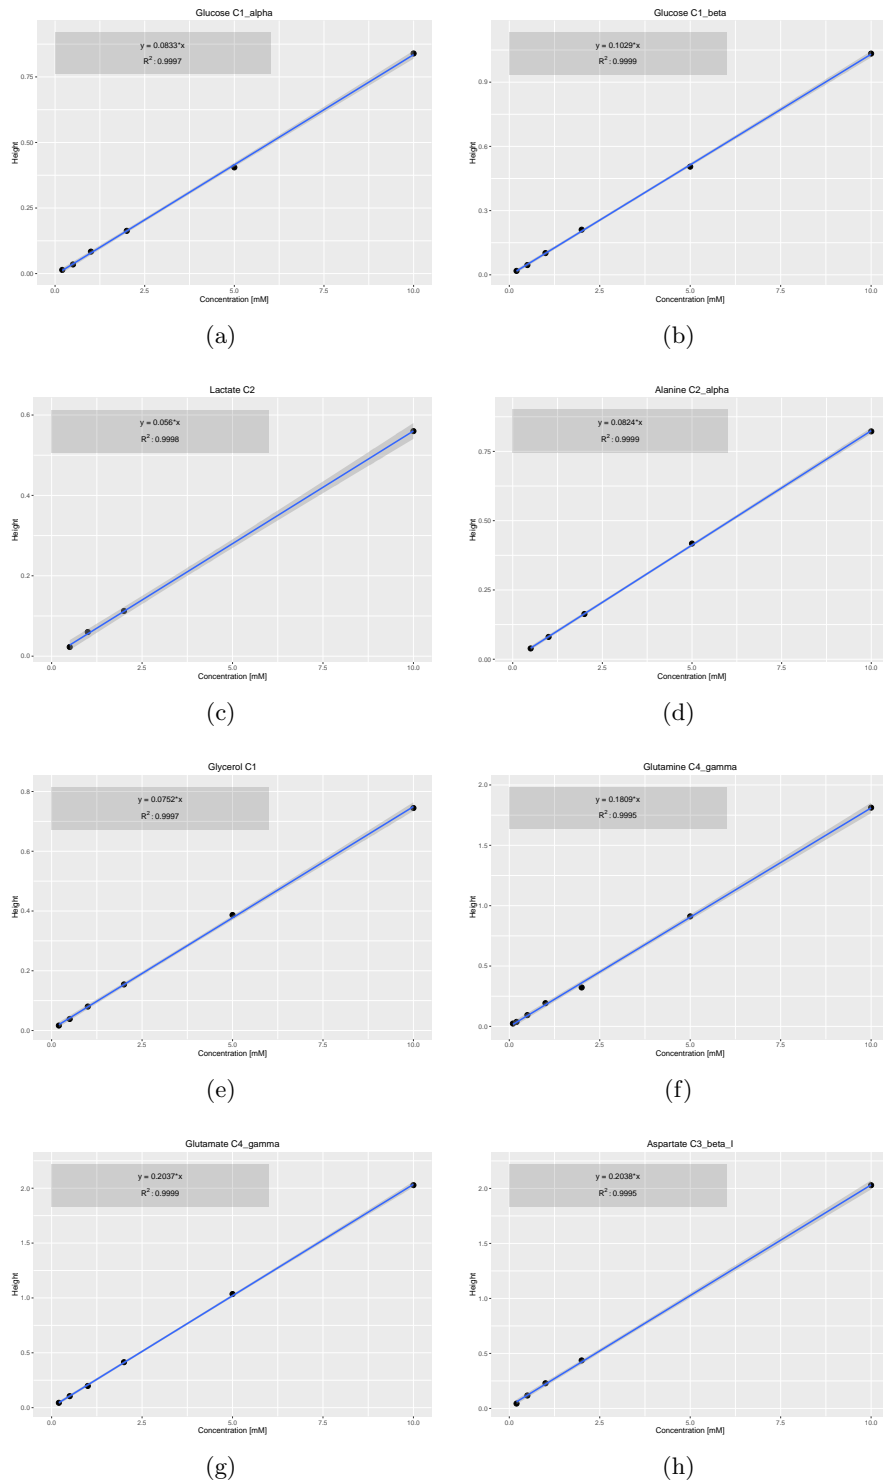 Glucose C1_alpha
y = 0.0833*x
R²: 0.9997
0.75
0.50
0.25
0.00
Height
0.0 2.5 5.0 7.5 10.0
Concentration [mM]
(a)
Glucose C1_beta
y = 0.1029*x
R²: 0.9999
0.9
0.6
0.3
0.0
Height
0.0 2.5 5.0 7.5 10.0
Concentration [mM]
(b)
Lactate C2
y = 0.056*x
R²: 0.9998
0.6
0.4
0.2
0.0
Height
0.0 2.5 5.0 7.5 10.0
Concentration [mM]
(c)
Alanine C2_alpha
y = 0.0824*x
R²: 0.9999
0.75
0.50
0.25
0.00
Height
0.0 2.5 5.0 7.5 10.0
Concentration [mM]
(d)
Glycerol C1
y = 0.0752*x
R²: 0.9997
0.8
0.6
0.4
0.2
0.0
Height
0.0 2.5 5.0 7.5 10.0
Concentration [mM]
(e)
Glutamine C4_gamma
y = 0.1809*x
R²: 0.9995
2.0
1.5
1.0
0.5
0.0
Height
0.0 2.5 5.0 7.5 10.0
Concentration [mM]
(f)
Glutamate C4_gamma
y = 0.2037*x
R²: 0.9999
2.0
1.5
1.0
0.5
0.0
Height
0.0 2.5 5.0 7.5 10.0
Concentration [mM]
(g)
Aspartate C3_beta_I
y = 0.2038*x
R²: 0.9995
2.0
1.5
1.0
0.5
0.0
Height
0.0 2.5 5.0 7.5 10.0
Concentration [mM]
(h)